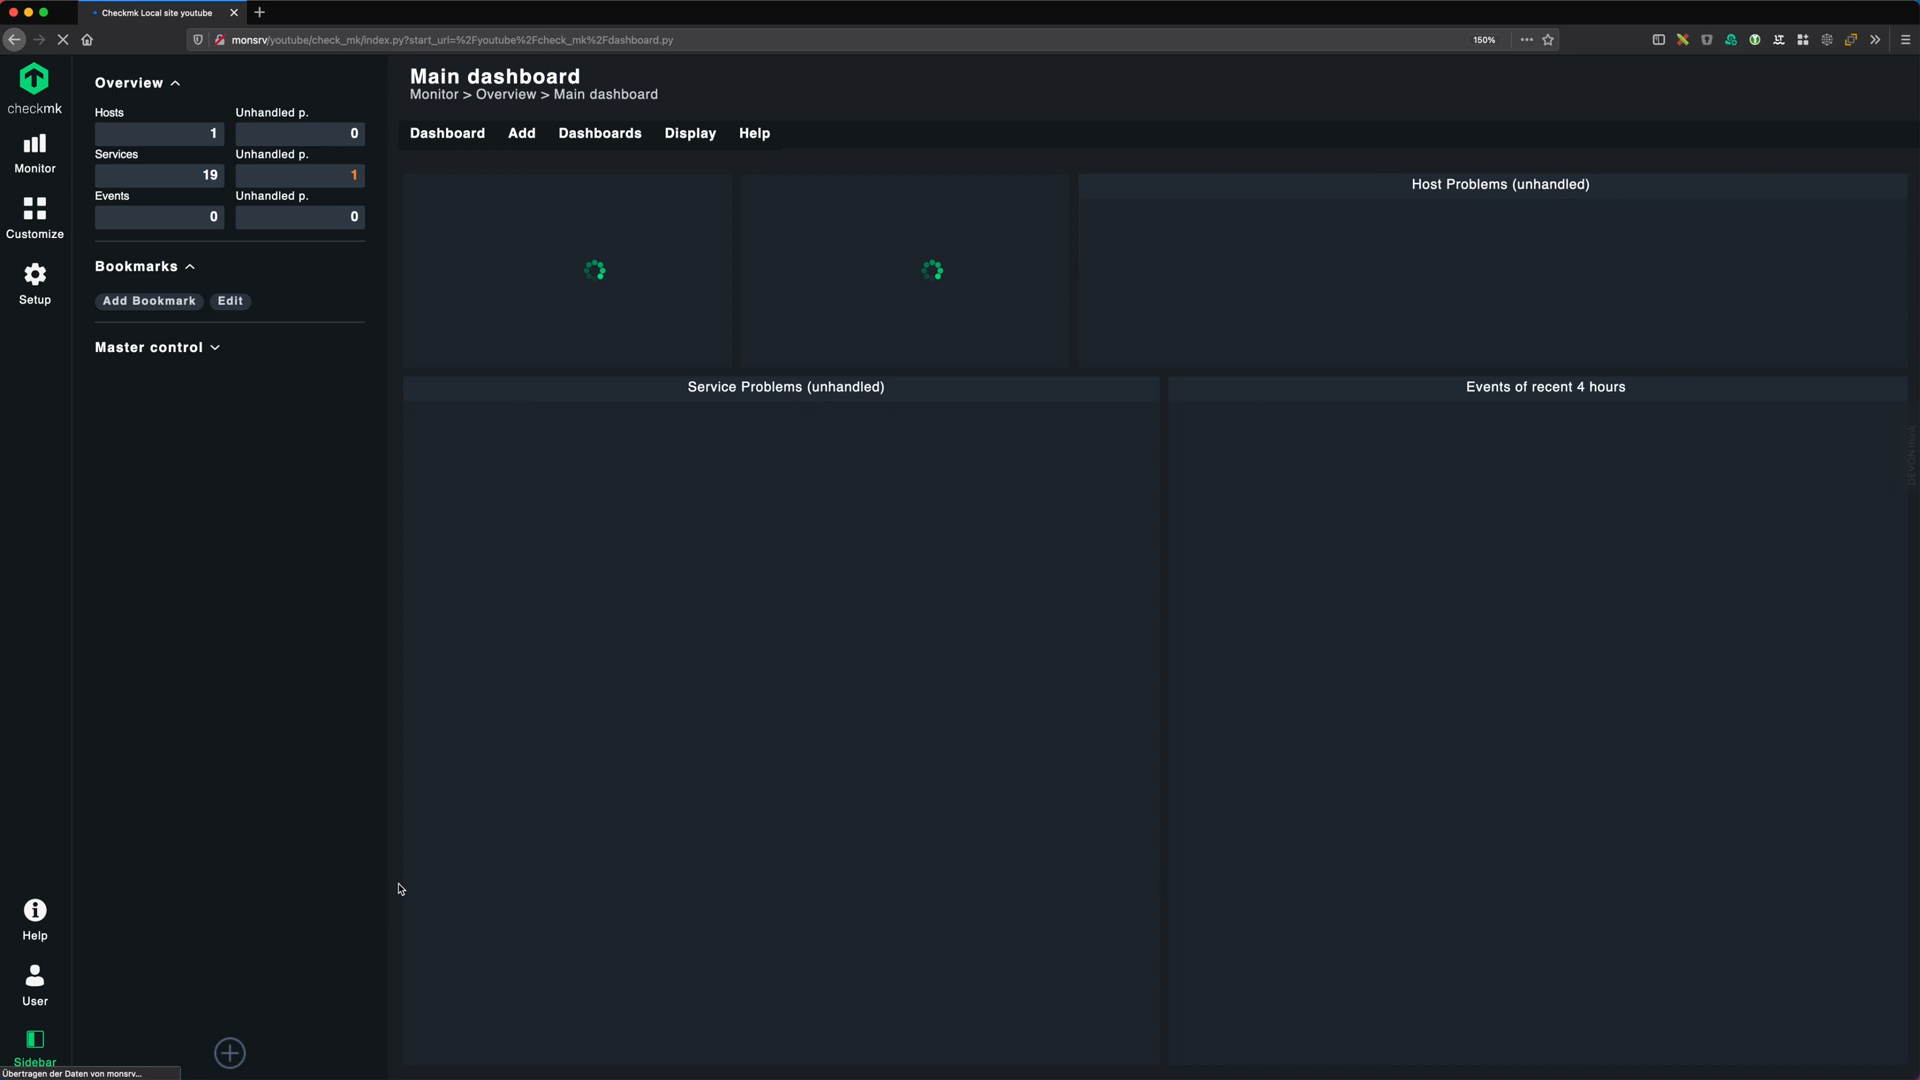 Checkmk Local site youtube
monsrv/youtube/check_mk/index.py?start_url=%2Fyoutube%2Fcheck_mk%2Fdashboard.py
150%
checkmk
Monitor
Customize
Setup
Help
User
Sidebar
Overview
Hosts Unhandled p.
1 0
Services Unhandled p.
19 1
Events Unhandled p.
0 0
Bookmarks
Add Bookmark Edit
Master control
Main dashboard
Monitor > Overview > Main dashboard
Dashboard Add Dashboards Display Help
Host Problems (unhandled)
Service Problems (unhandled)
Events of recent 4 hours
DEVONthink
Übertragen der Daten von monsrv...